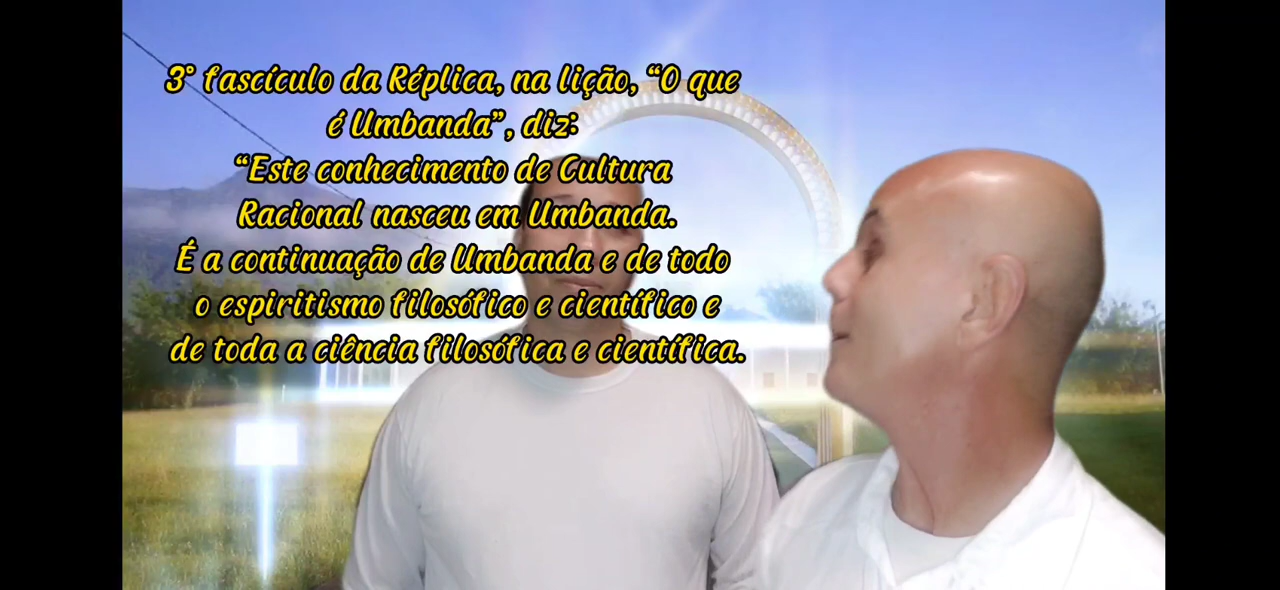 3° fascículo da Réplica, na lição, “O que
é Umbanda”, diz:
“Este conhecimento de Cultura
Racional nasceu em Umbanda.
É a continuação de Umbanda e de todo
o espiritismo filosófico e científico e
de toda a ciência filosófica e científica.